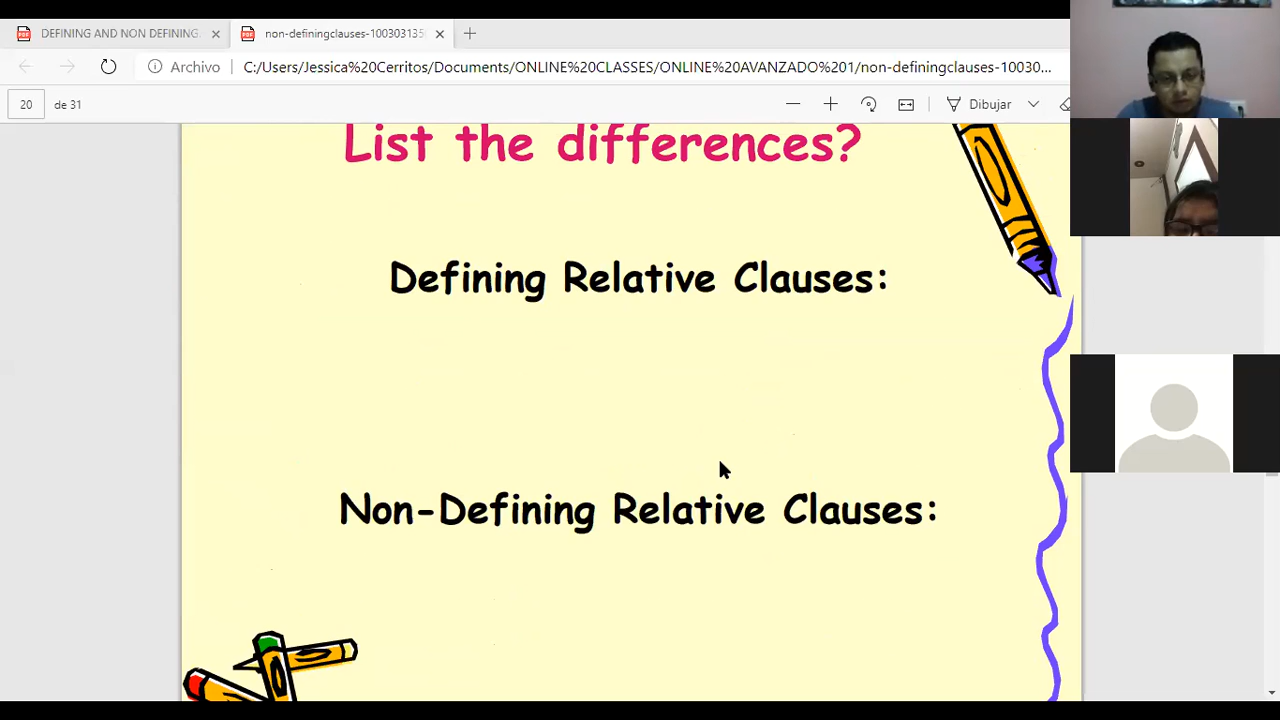 DEFINING AND NON DEFINING
non-definingclauses-100303135
Archivo
C:/Users/Jessica%20Cerritos/Documents/ONLINE%20CLASSES/ONLINE%20AVANZADO%201/non-definingclauses-10030...
20 de 31
Dibujar
List the differences?
Defining Relative Clauses:
Non-Defining Relative Clauses: